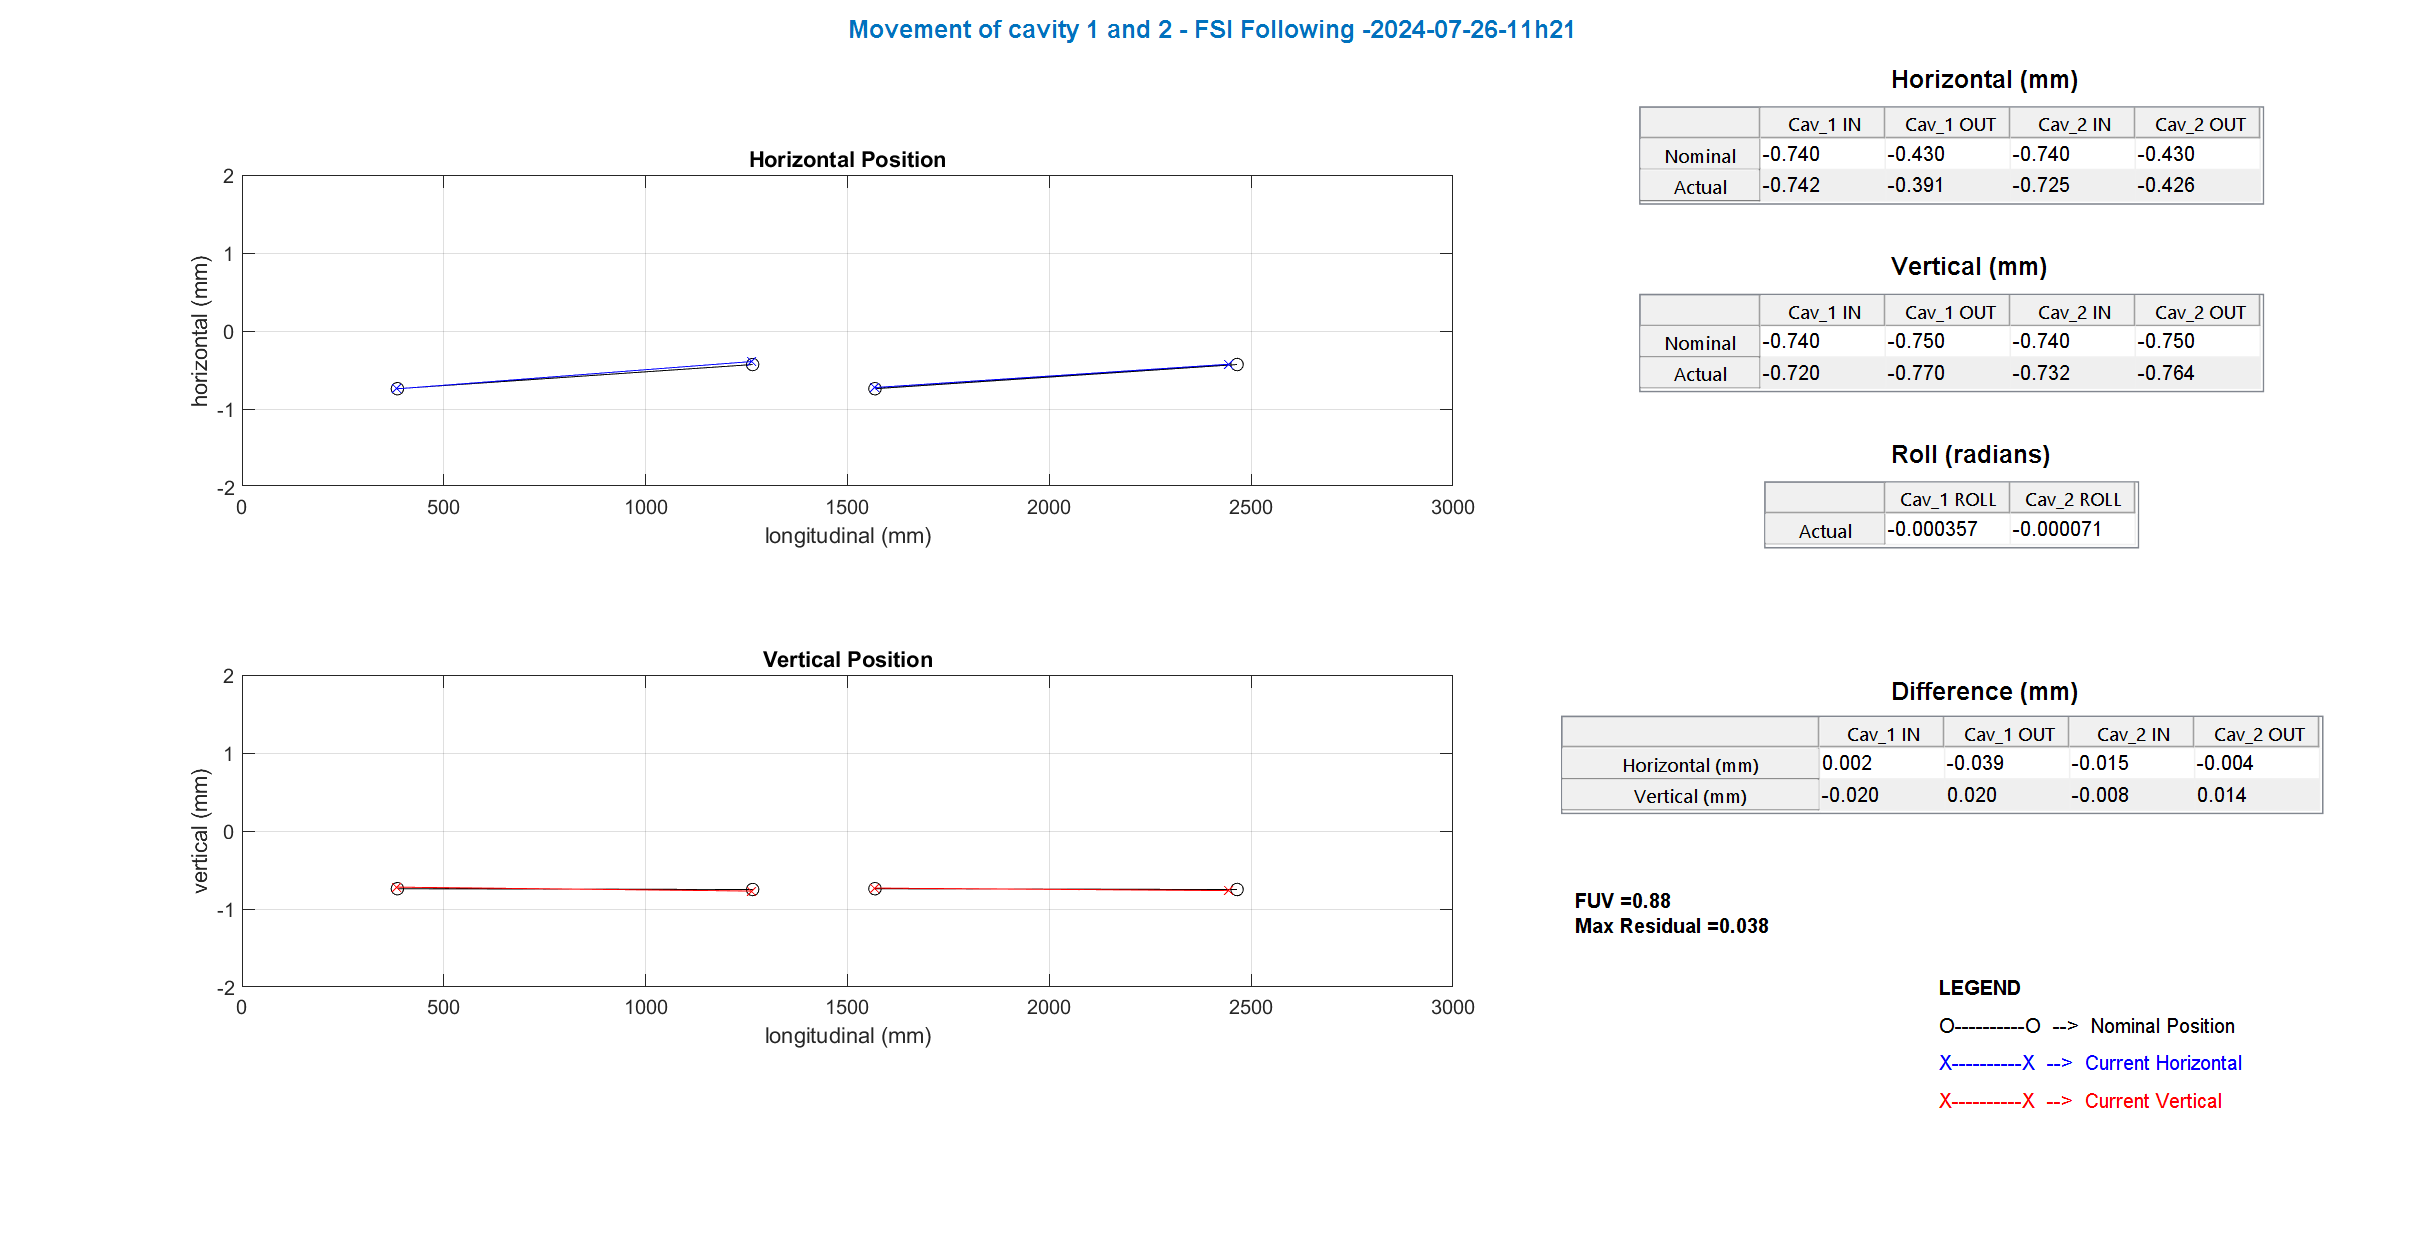 Movement of cavity 1 and 2 - FSI Following -2024-07-26-11h21
Horizontal Position
2
1
0
-1
-2
horizontal (mm)
0 500 1000 1500 2000 2500 3000
longitudinal (mm)
Vertical Position
2
1
0
-1
-2
vertical (mm)
0 500 1000 1500 2000 2500 3000
longitudinal (mm)
Horizontal (mm)
Cav_1 IN Cav_1 OUT Cav_2 IN Cav_2 OUT
Nominal -0.740 -0.430 -0.740 -0.430
Actual -0.742 -0.391 -0.725 -0.426
Vertical (mm)
Cav_1 IN Cav_1 OUT Cav_2 IN Cav_2 OUT
Nominal -0.740 -0.750 -0.740 -0.750
Actual -0.720 -0.770 -0.732 -0.764
Roll (radians)
Cav_1 ROLL Cav_2 ROLL
Actual -0.000357 -0.000071
Difference (mm)
Cav_1 IN Cav_1 OUT Cav_2 IN Cav_2 OUT
Horizontal (mm) 0.002 -0.039 -0.015 -0.004
Vertical (mm) -0.020 0.020 -0.008 0.014
FUV =0.88
Max Residual =0.038
LEGEND
O----------O --> Nominal Position
X----------X --> Current Horizontal
X----------X --> Current Vertical